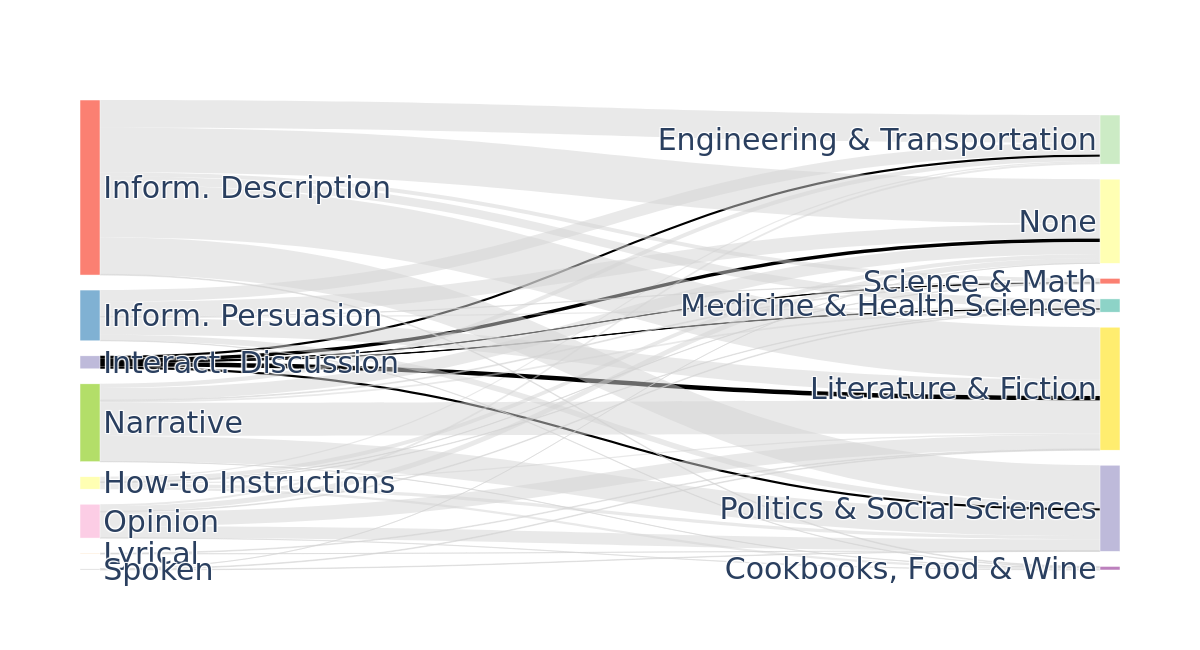 Inform. Description
Inform. Persuasion
Interact. Discussion
Narrative
How-to Instructions
Opinion
Lyrical
Spoken
Engineering & Transportation
None
Science & Math
Medicine & Health Sciences
Literature & Fiction
Politics & Social Sciences
Cookbooks, Food & Wine